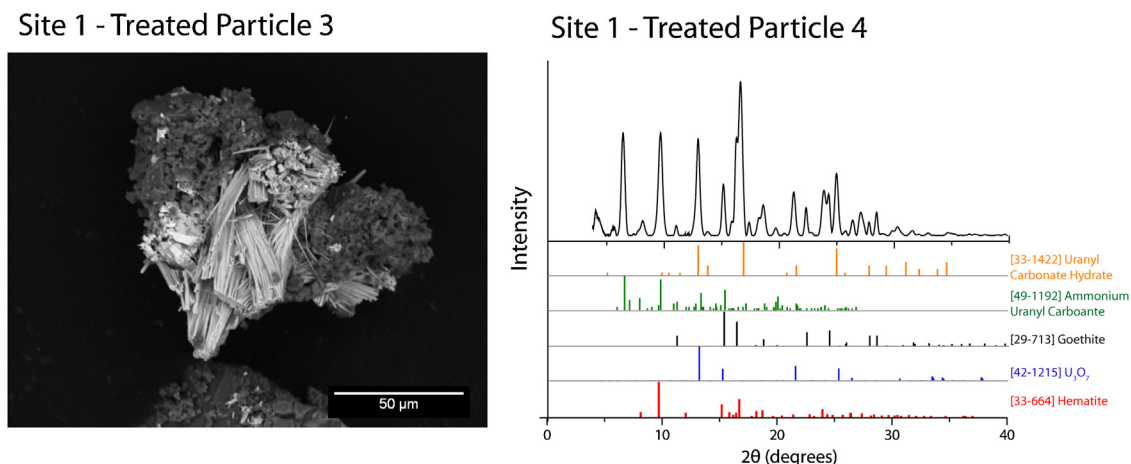 Site 1 - Treated Particle 3
Site 1 - Treated Particle 4
50 µm
Intensity
[33-1422] Uranyl
Carbonate Hydrate
[49-1192] Ammonium
Uranyl Carboante
[29-713] Goethite
[42-1215] U3O7
[33-664] Hematite
0 10 20 30 40
2θ (degrees)